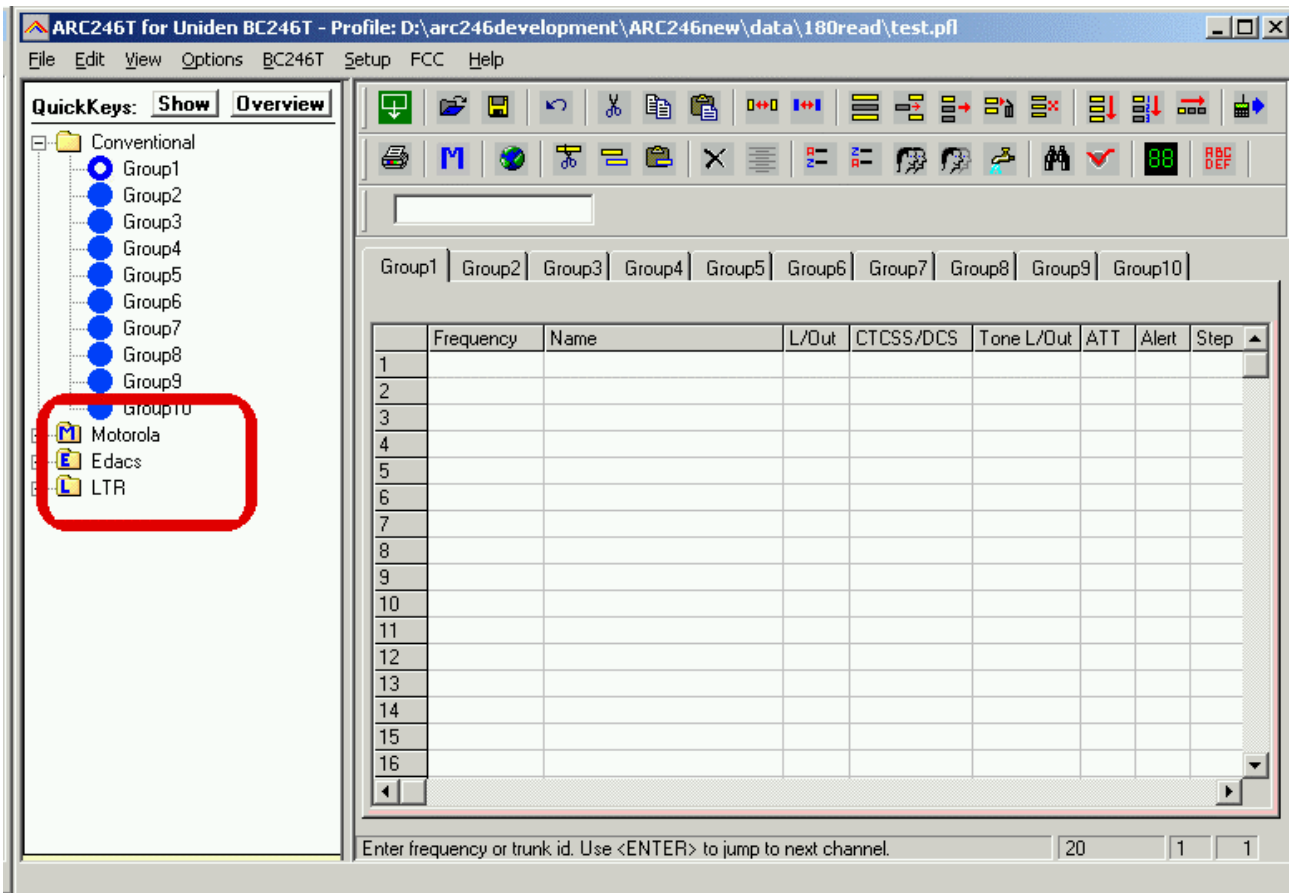 ARC246T for Uniden BC246T - Profile: D:\arc246development\ARC246new\data\180read\test.pfl
File Edit View Options BC246T Setup FCC Help
QuickKeys: Show Overview
Conventional
Group1
Group2
Group3
Group4
Group5
Group6
Group7
Group8
Group9
Group10
M Motorola
E Edacs
L LTR
M
A Z
Z A
88
ABC
DEF
Group1 Group2 Group3 Group4 Group5 Group6 Group7 Group8 Group9 Group10
Frequency Name L/Out CTCSS/DCS Tone L/Out ATT Alert Step
1
2
3
4
5
6
7
8
9
10
11
12
13
14
15
16
Enter frequency or trunk id. Use <ENTER> to jump to next channel. 20 1 1